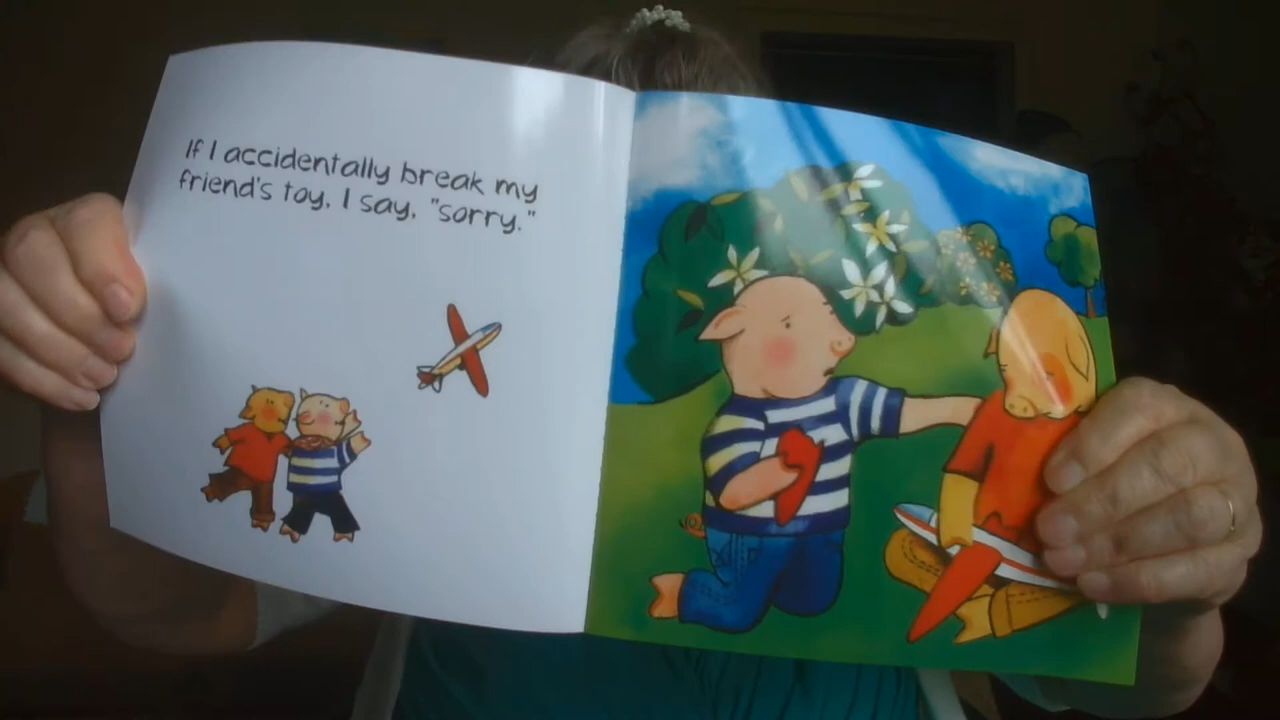 If I accidentally break my
friend's toy, I say, "sorry."